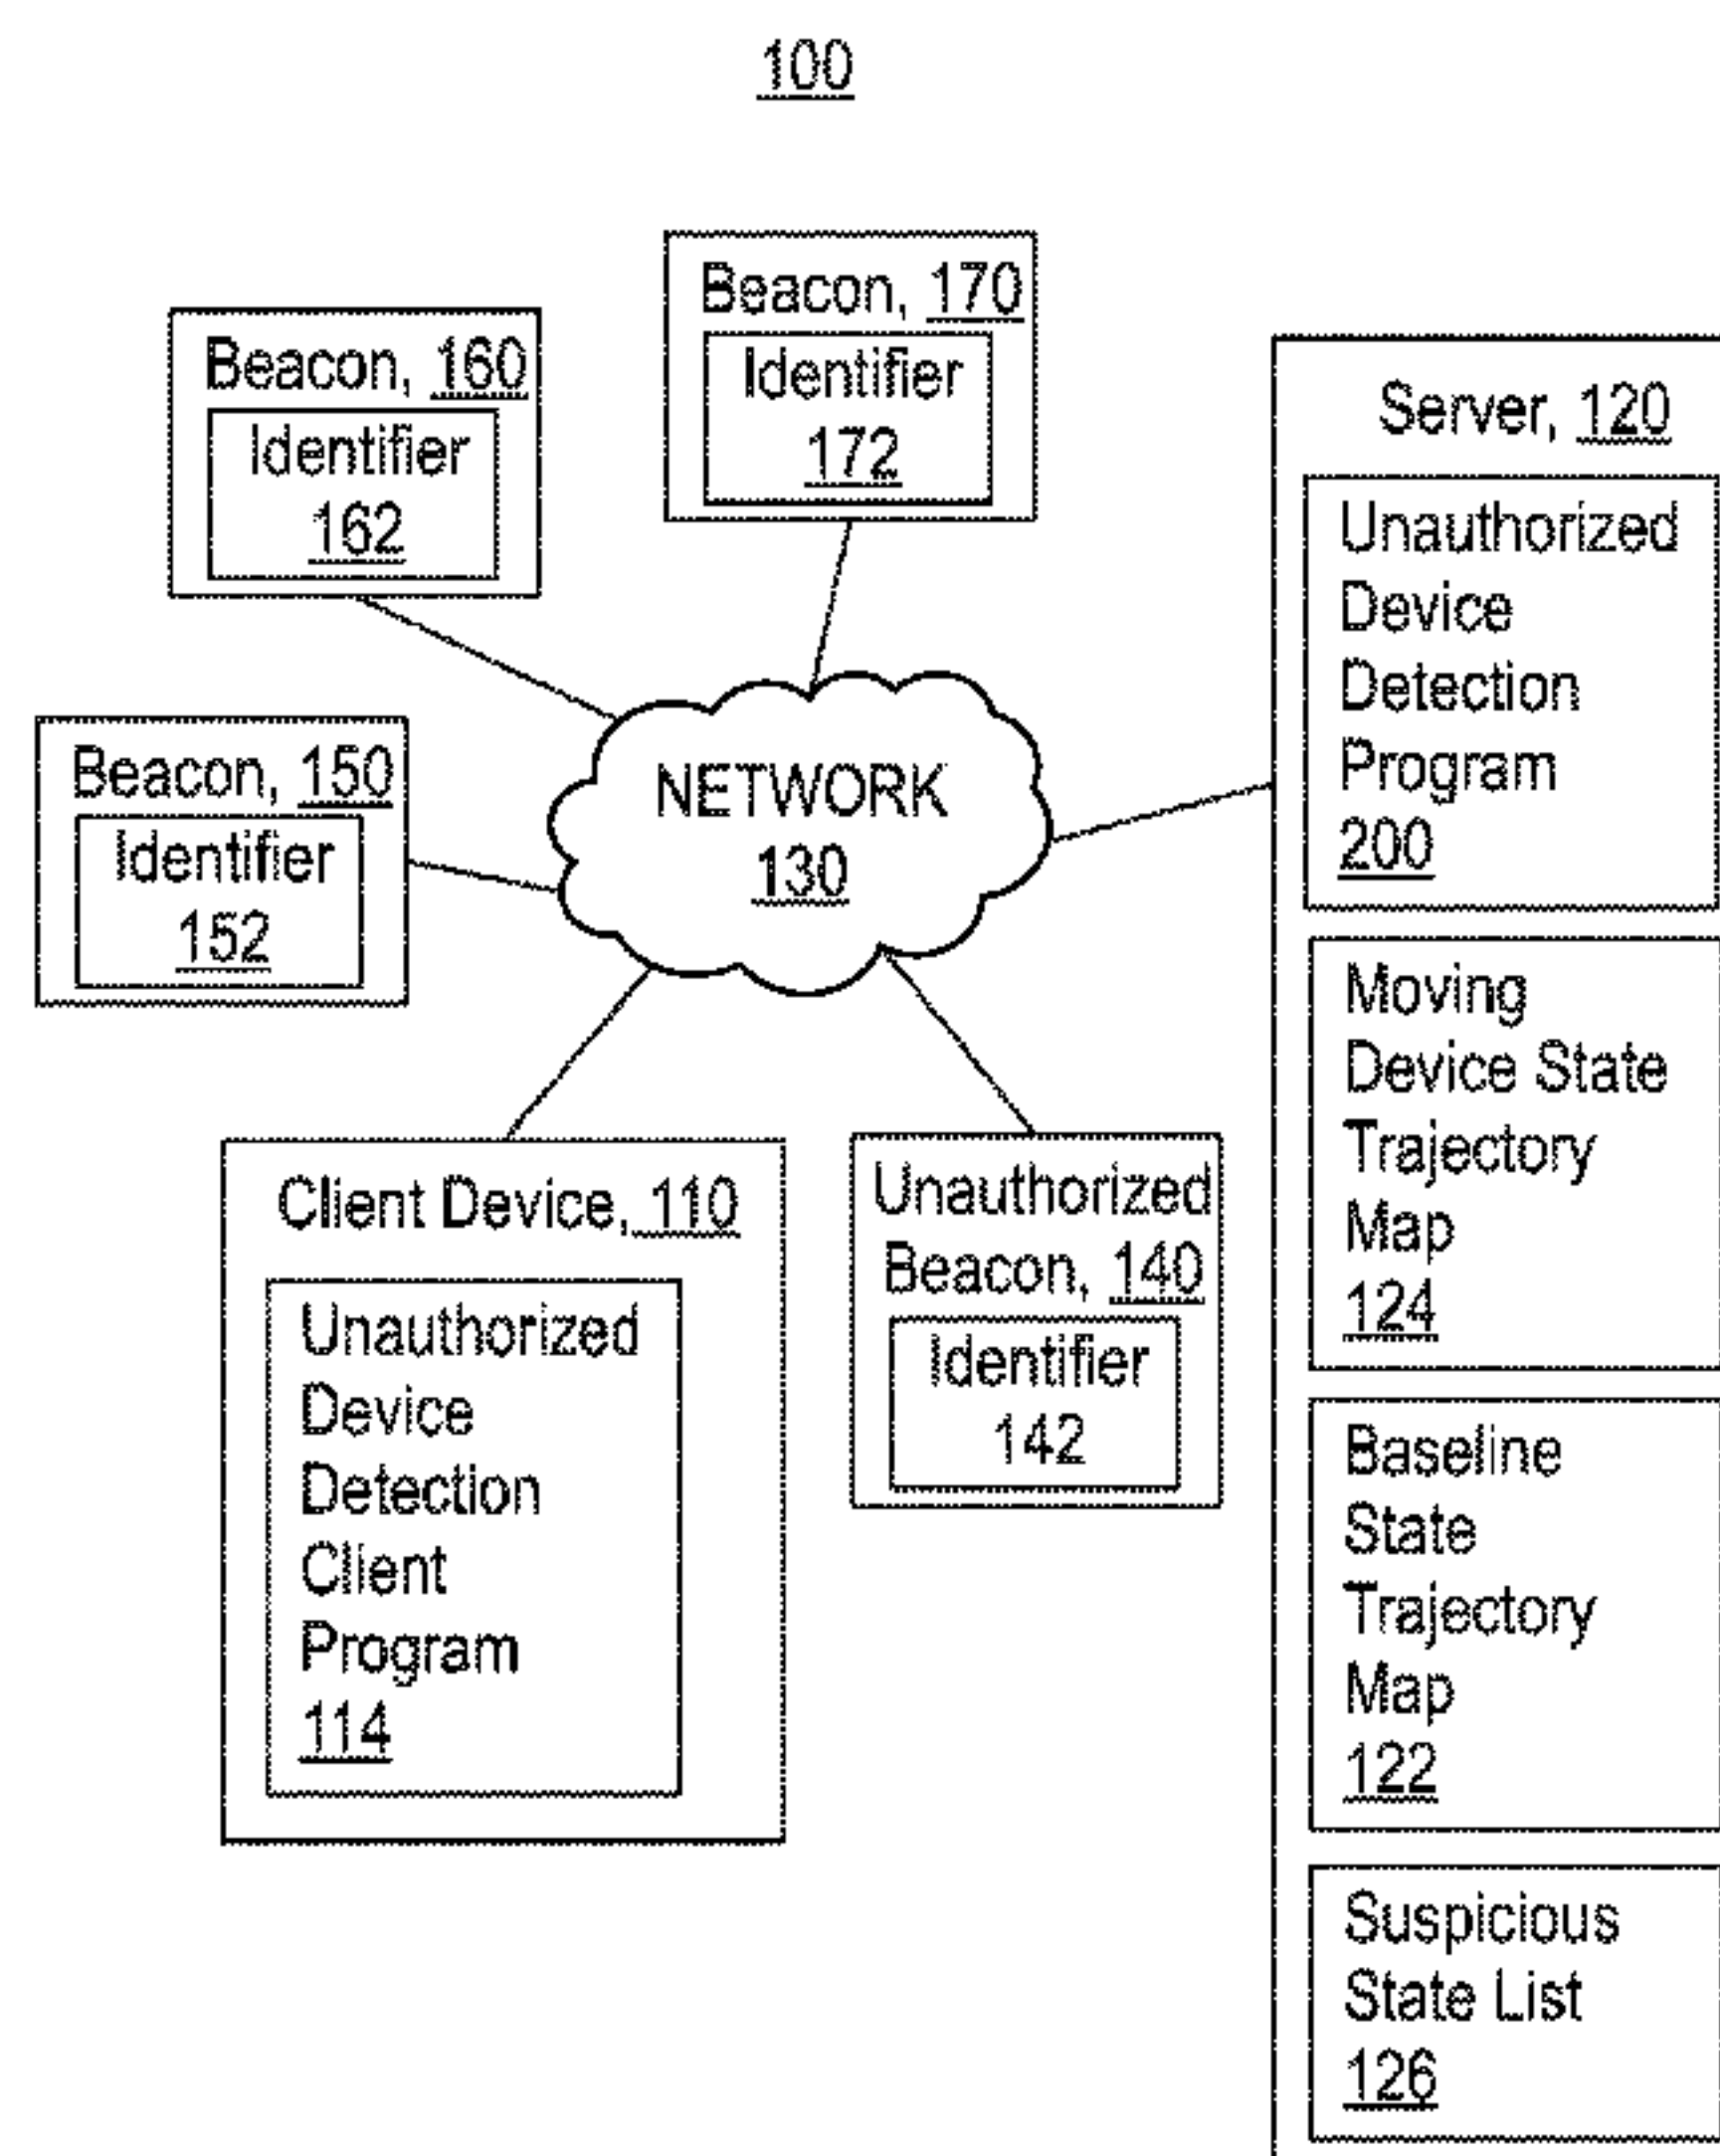 100
Beacon, 170
Identifier
172
Beacon, 160
Identifier
162
Server, 120
Unauthorized
Device
Detection
Program
200
Beacon, 150
Identifier
152
NETWORK
130
Moving
Device State
Trajectory
Map
124
Client Device, 110
Unauthorized
Device
Detection
Client
Program
114
Unauthorized
Beacon, 140
Identifier
142
Baseline
State
Trajectory
Map
122
Suspicious
State List
126